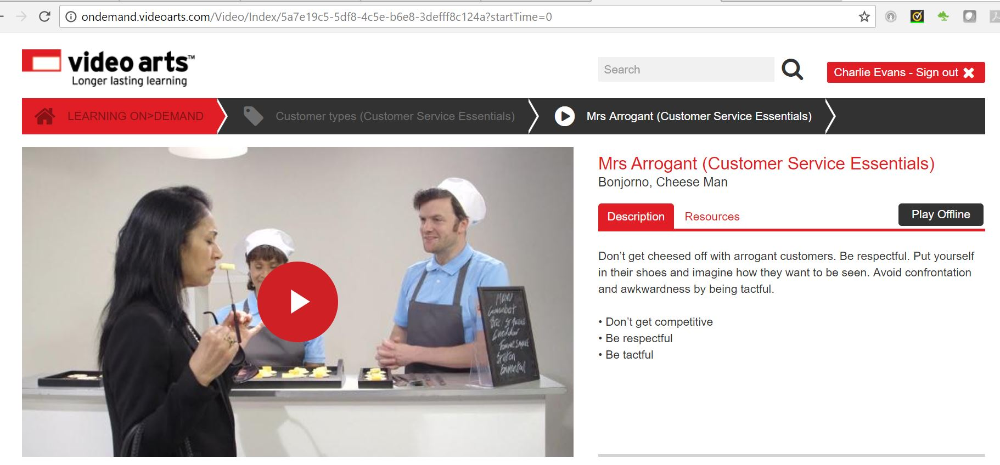 ondemand.videoarts.com/Video/Index/5a7e19c5-5df8-4c5e-b6e8-3defff8c124a?startTime=0
video arts™
Longer lasting learning
Search
Charlie Evans - Sign out
LEARNING ON>DEMAND
Customer types (Customer Service Essentials)
Mrs Arrogant (Customer Service Essentials)
Mrs Arrogant (Customer Service Essentials)
Bonjorno, Cheese Man
Description
Resources
Play Offline
Don’t get cheesed off with arrogant customers. Be respectful. Put yourself
in their shoes and imagine how they want to be seen. Avoid confrontation
and awkwardness by being tactful.
• Don’t get competitive
• Be respectful
• Be tactful
Menu
Camembert
Cheddar
Stilton
Emmental